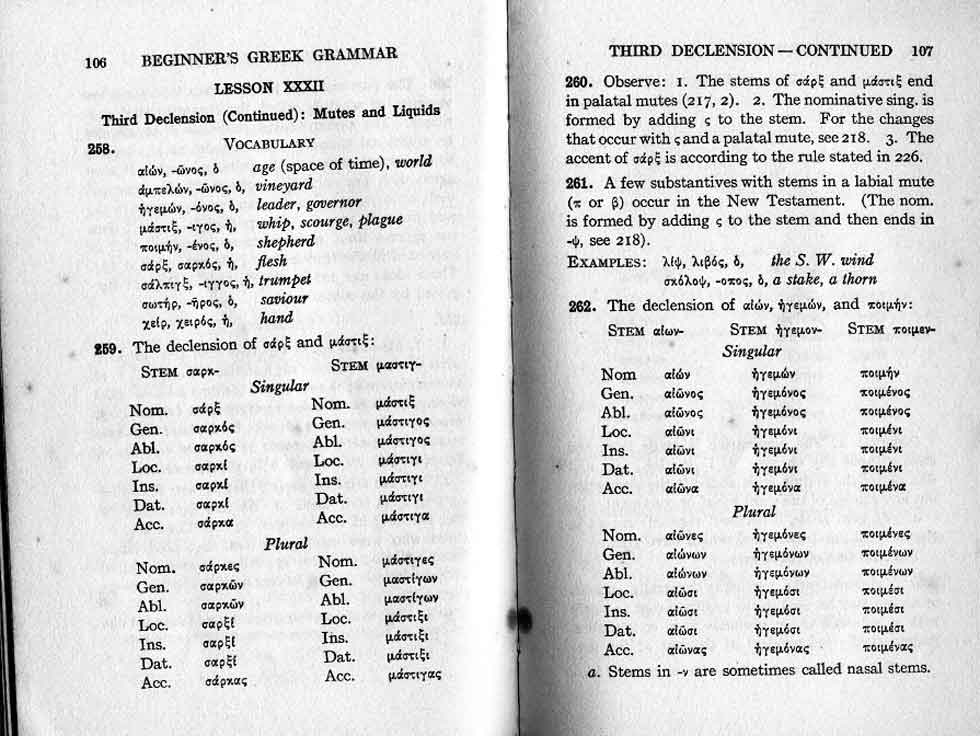 106 BEGINNER'S GREEK GRAMMAR
LESSON XXXII
Third Declension (Continued): Mutes and Liquids
258. VOCABULARY
αἰών, -ῶνος, ὁ age (space of time), world
ἀμπελών, -ῶνος, ὁ, vineyard
ἡγεμών, -όνος, ὁ, leader, governor
μάστιξ, -ιγος, ἡ, whip, scourge, plague
ποιμήν, -ένος, ὁ, shepherd
σάρξ, σαρκός, ἡ, flesh
σάλπιγξ, -ιγγος, ἡ, trumpet
σωτήρ, -ῆρος, ὁ, saviour
χείρ, χειρός, ἡ, hand
259. The declension of σάρξ and μάστιξ:
STEM σαρκ- STEM μαστιγ-
Singular
Nom. σάρξ Nom. μάστιξ
Gen. σαρκός Gen. μάστιγος
Abl. σαρκός Abl. μάστιγος
Loc. σαρκί Loc. μάστιγι
Ins. σαρκί Ins. μάστιγι
Dat. σαρκί Dat. μάστιγι
Acc. σάρκα Acc. μάστιγα
Plural
Nom. σάρκες Nom. μάστιγες
Gen. σαρκῶν Gen. μαστίγων
Abl. σαρκῶν Abl. μαστίγων
Loc. σαρξί Loc. μάστιξι
Ins. σαρξί Ins. μάστιξι
Dat. σαρξί Dat. μάστιξι
Acc. σάρκας Acc. μάστιγας
THIRD DECLENSION — CONTINUED 107
260. Observe: 1. The stems of σάρξ and μάστιξ end
in palatal mutes (217, 2). 2. The nominative sing. is
formed by adding ς to the stem. For the changes
that occur with ς and a palatal mute, see 218. 3. The
accent of σάρξ is according to the rule stated in 226.
261. A few substantives with stems in a labial mute
(π or β) occur in the New Testament. (The nom.
is formed by adding ς to the stem and then ends in
-ψ, see 218).
EXAMPLES: λίψ, λιβός, ὁ, the S. W. wind
σκόλοψ, -οπος, ὁ, a stake, a thorn
262. The declension of αἰών, ἡγεμών, and ποιμήν:
STEM αἰων- STEM ἡγεμον- STEM ποιμεν-
Singular
Nom αἰών ἡγεμών ποιμήν
Gen. αἰῶνος ἡγεμόνος ποιμένος
Abl. αἰῶνος ἡγεμόνος ποιμένος
Loc. αἰῶνι ἡγεμόνι ποιμένι
Ins. αἰῶνι ἡγεμόνι ποιμένι
Dat. αἰῶνι ἡγεμόνι ποιμένι
Acc. αἰῶνα ἡγεμόνα ποιμένα
Plural
Nom. αἰῶνες ἡγεμόνες ποιμένες
Gen. αἰώνων ἡγεμόνων ποιμένων
Abl. αἰώνων ἡγεμόνων ποιμένων
Loc. αἰῶσι ἡγεμόσι ποιμέσι
Ins. αἰῶσι ἡγεμόσι ποιμέσι
Dat. αἰῶσι ἡγεμόσι ποιμέσι
Acc. αἰῶνας ἡγεμόνας ποιμένας
a. Stems in -ν are sometimes called nasal stems.